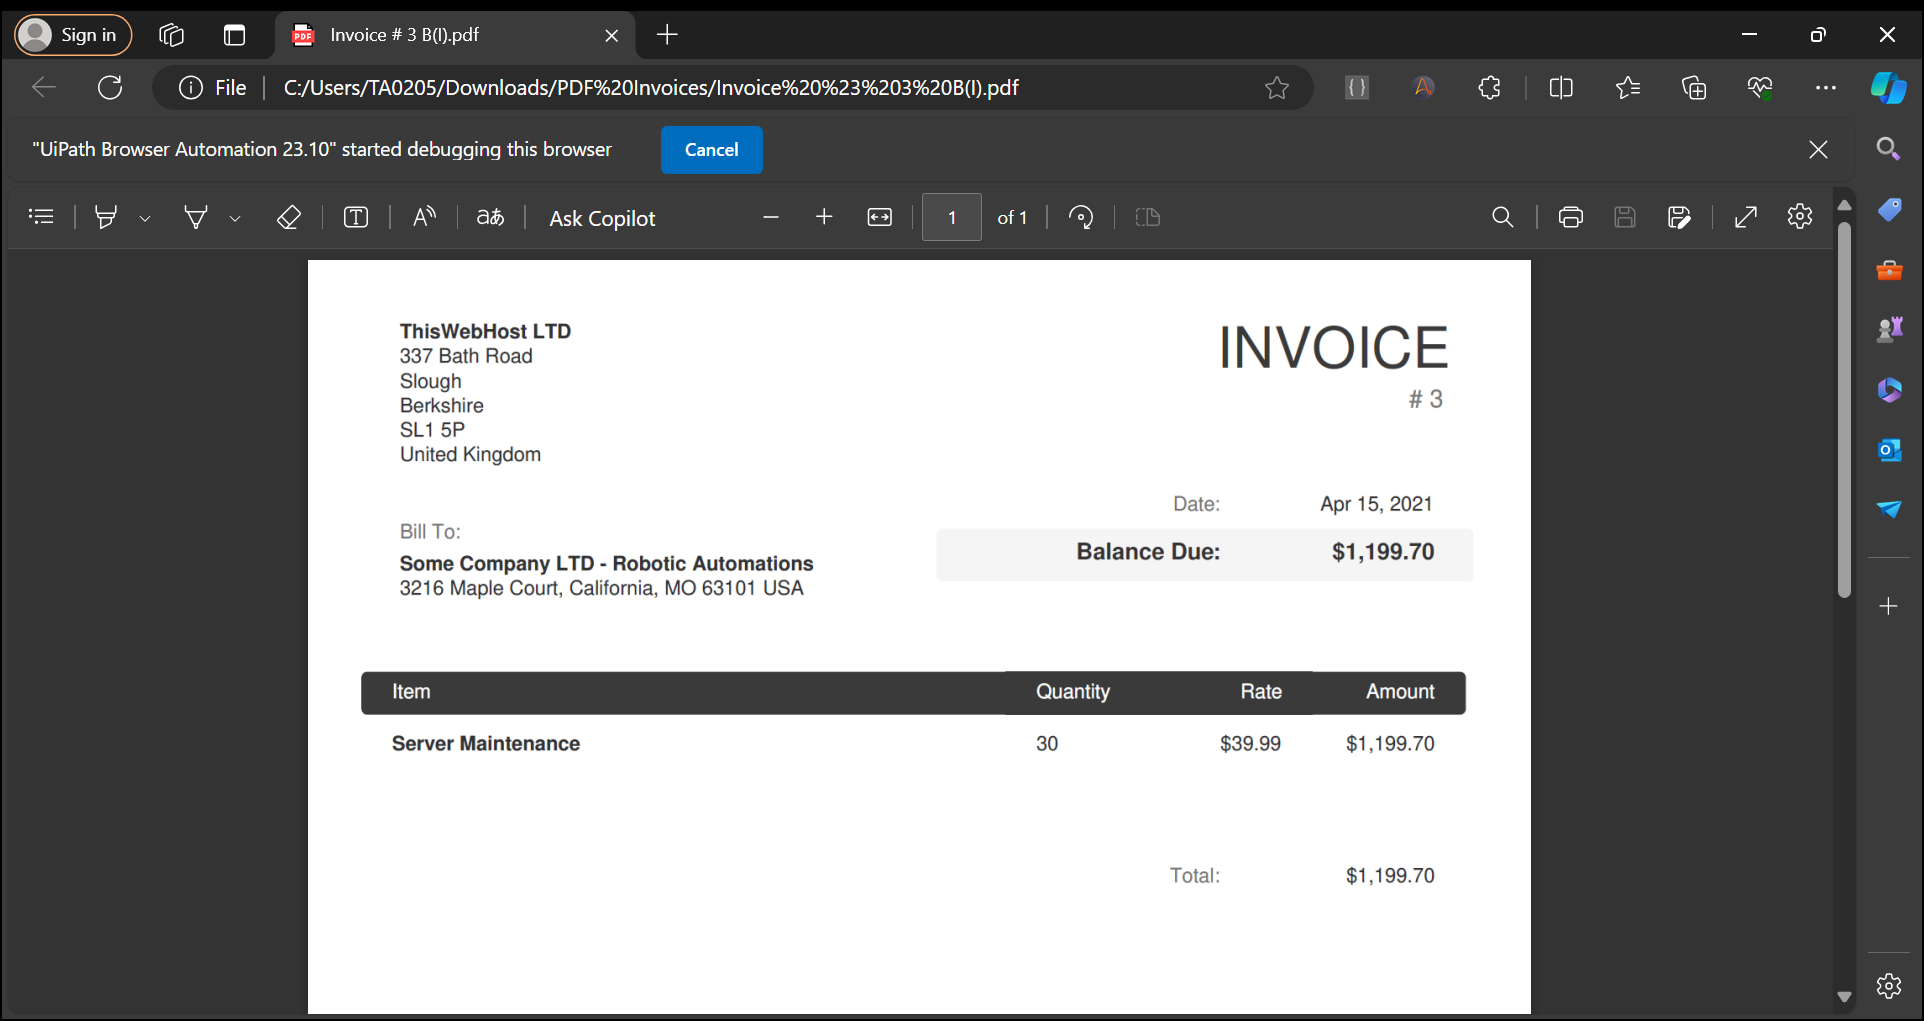 Sign in
Invoice # 3 B(I).pdf
File
C:/Users/TA0205/Downloads/PDF%20Invoices/Invoice%20%23%203%20B(I).pdf
"UiPath Browser Automation 23.10" started debugging this browser
Cancel
Ask Copilot
1 of 1
ThisWebHost LTD
337 Bath Road
Slough
Berkshire
SL1 5P
United Kingdom
INVOICE
# 3
Date: Apr 15, 2021
Balance Due: $1,199.70
Bill To:
Some Company LTD - Robotic Automations
3216 Maple Court, California, MO 63101 USA
Item Quantity Rate Amount
Server Maintenance 30 $39.99 $1,199.70
Total: $1,199.70